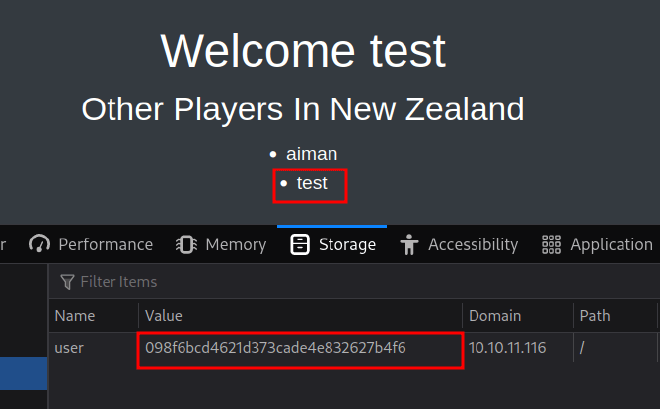 Welcome test
Other Players In New Zealand
• aiman
• test
r Performance Memory Storage Accessibility Application
Filter Items
Name Value Domain Path
user 098f6bcd4621d373cade4e832627b4f6 10.10.11.116 /